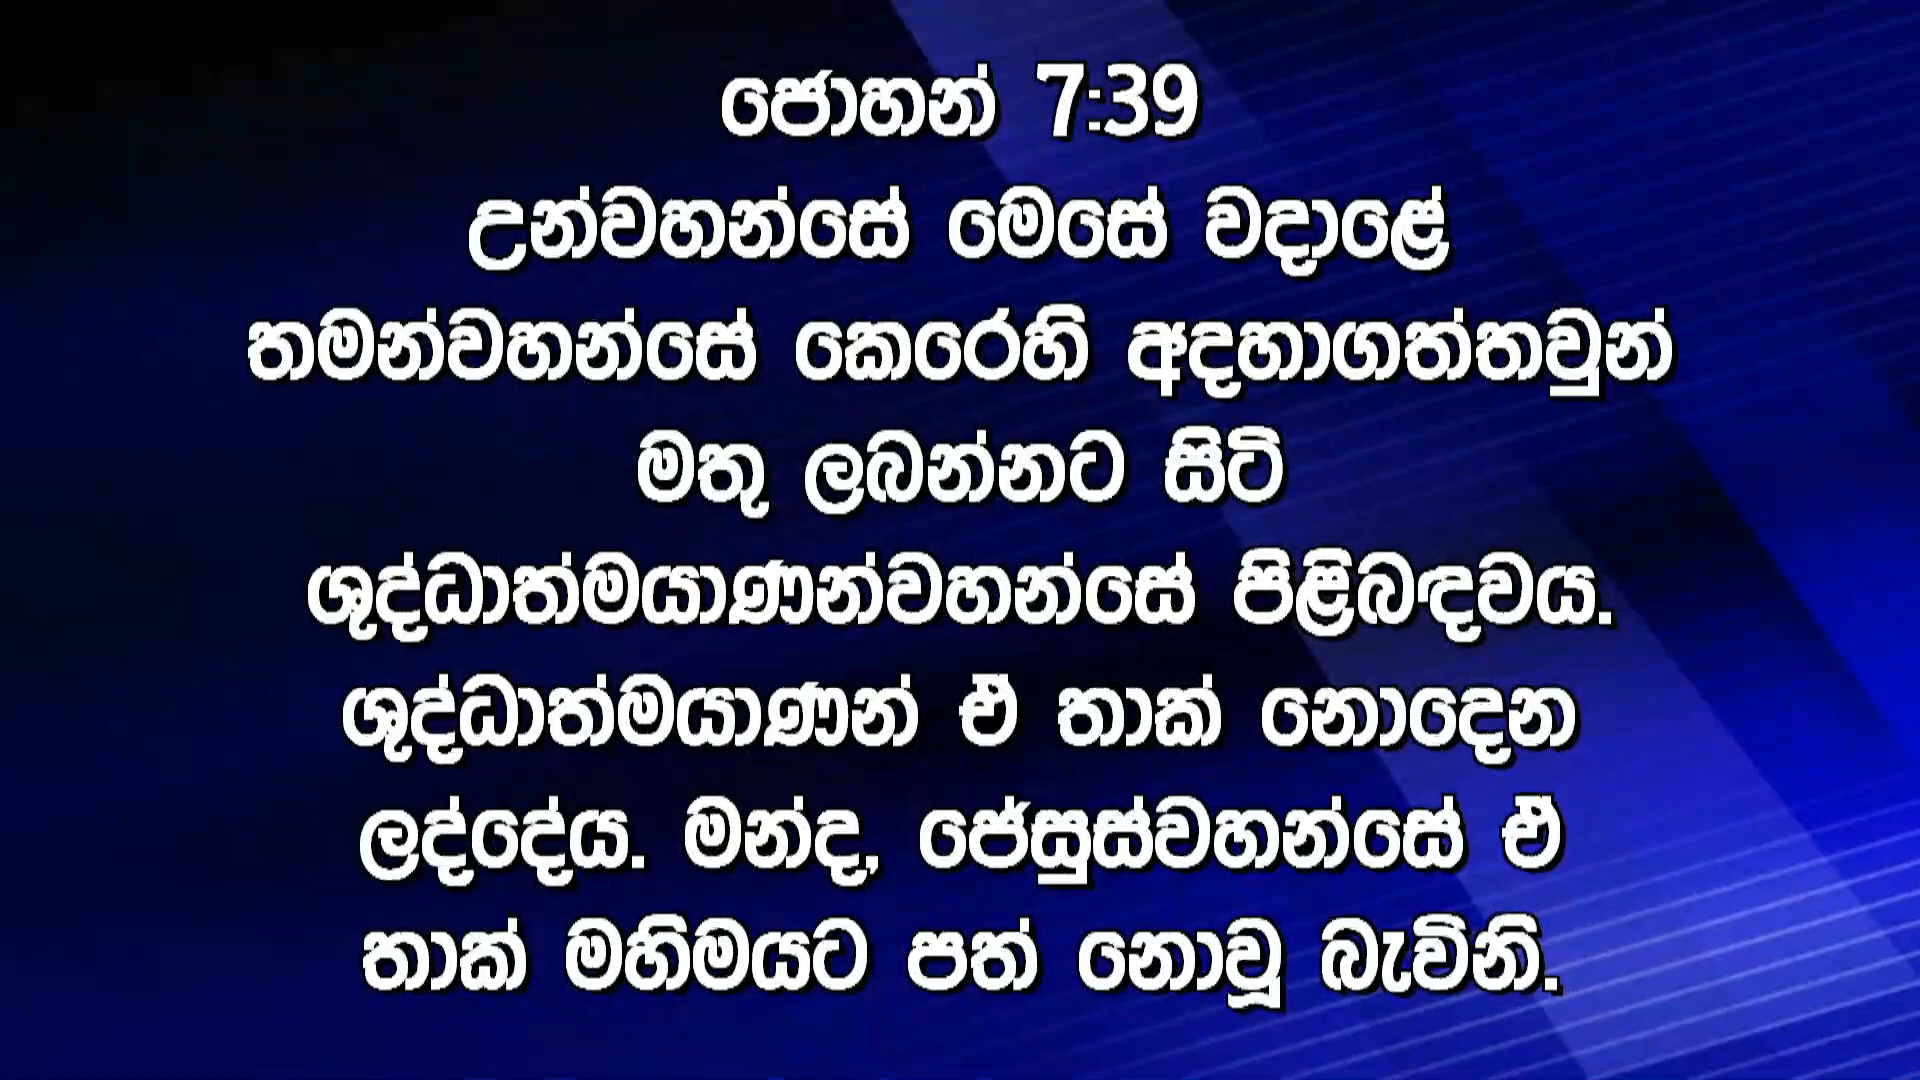 ජොහන් 7:39
උන්වහන්සේ මෙසේ වදාළේ
තමන්වහන්සේ කෙරෙහි අදහාගත්තවුන්
මතු ලබන්නට සිටි
ශුද්ධාත්මයාණන්වහන්සේ පිළිබඳවය.
ශුද්ධාත්මයාණන් ඒ තාක් නොදෙන
ලද්දේය. මන්ද, ජේසුස්වහන්සේ ඒ
තාක් මහිමයට පත් නොවූ බැවිනි.